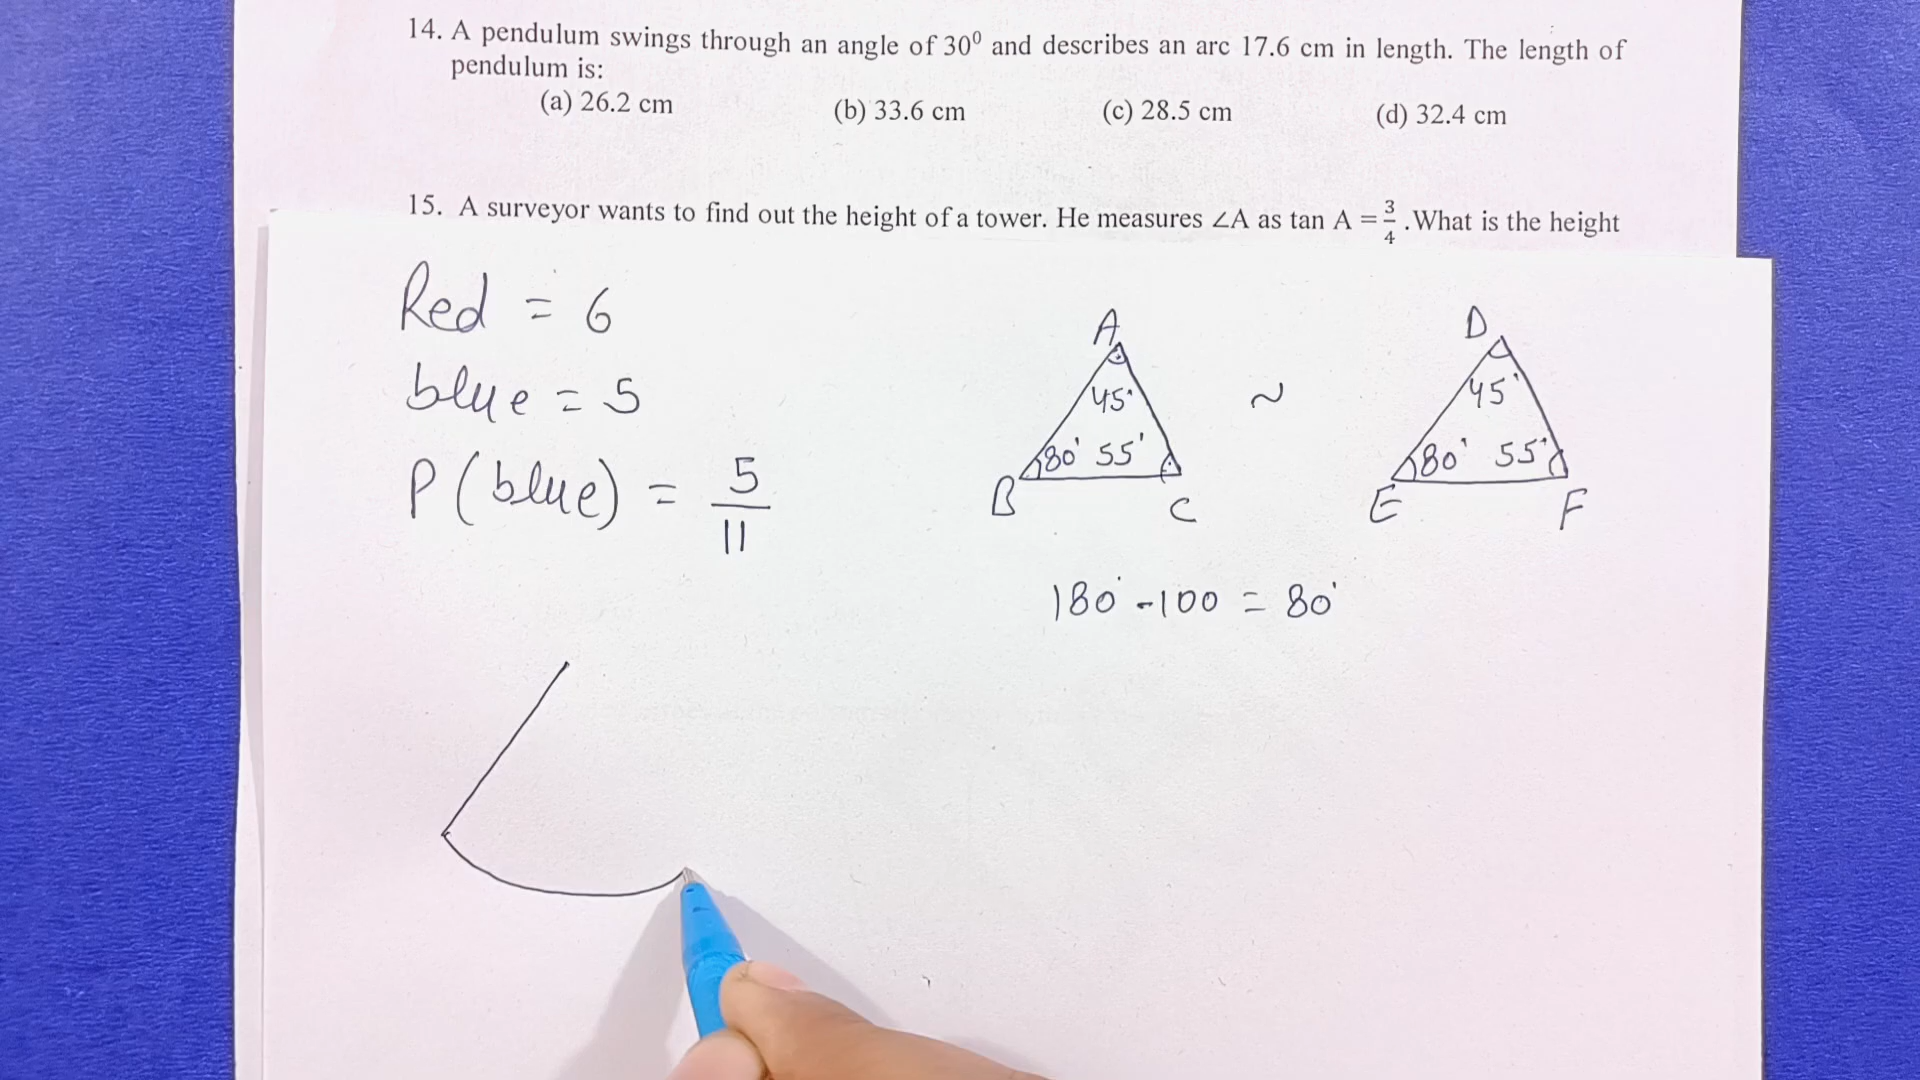 14. A pendulum swings through an angle of 30⁰ and describes an arc 17.6 cm in length. The length of
pendulum is:
(a) 26.2 cm (b) 33.6 cm (c) 28.5 cm (d) 32.4 cm
15. A surveyor wants to find out the height of a tower. He measures ∠A as tan A = 3/4 .What is the height
Red = 6
blue = 5
P(blue) = 5/11
A
45°
80° 55°
B C
~
D
45°
80° 55°
E F
180° - 100 = 80°